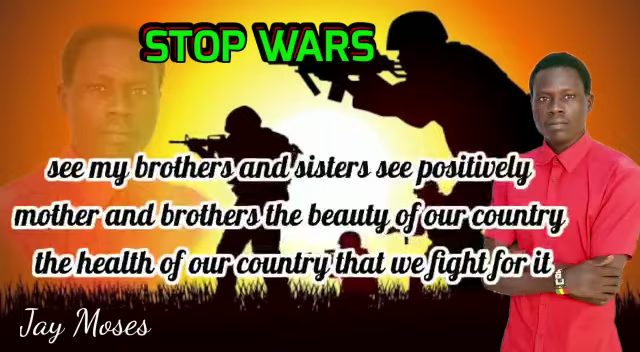 STOP WARS
see my brothers and sisters see positively
mother and brothers the beauty of our country
the health of our country that we fight for it
Jay Moses